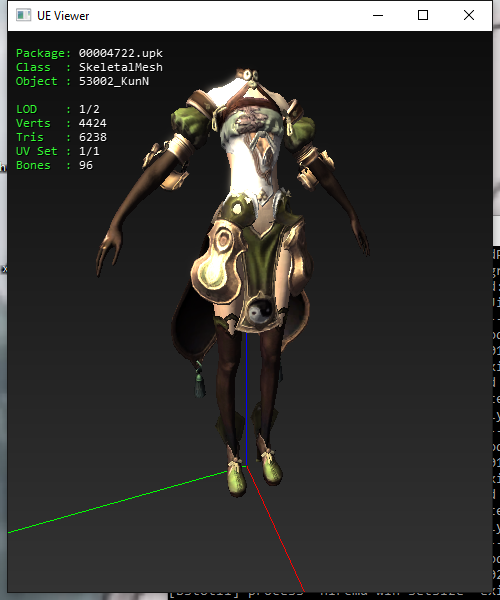 UE Viewer
Package: 00004722.upk
Class : SkeletalMesh
Object : 53002_KunN
LOD : 1/2
Verts : 4424
Tris : 6238
UV Set : 1/1
Bones : 96